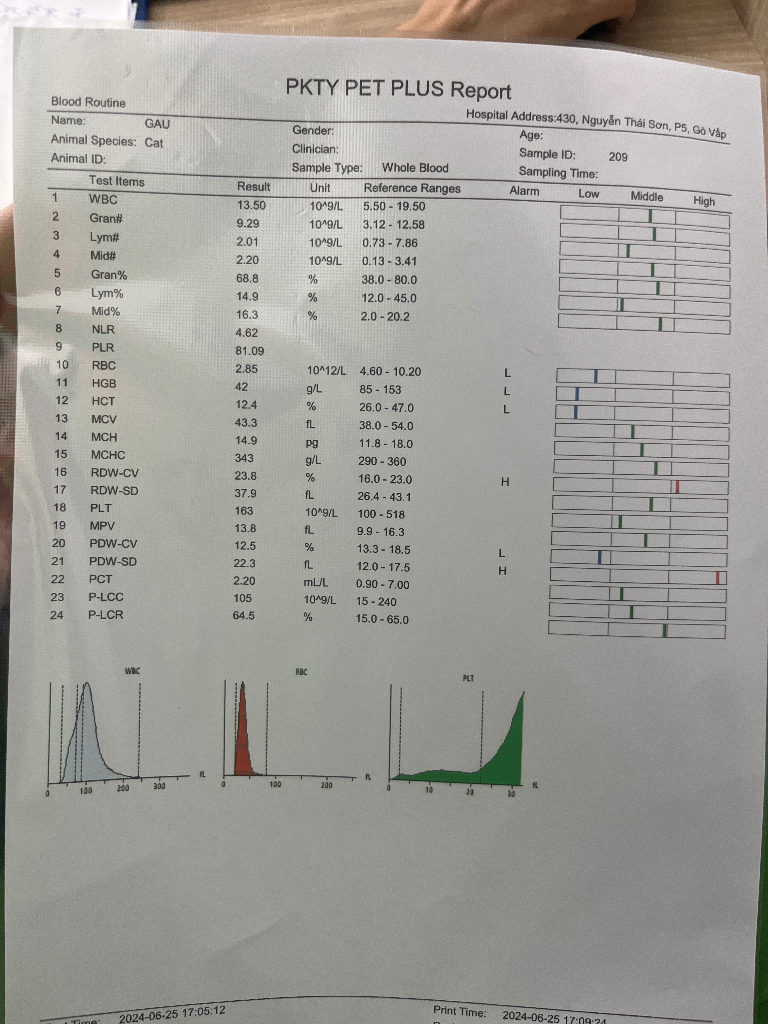 PKTY PET PLUS Report
Blood Routine
Hospital Address:430, Nguyễn Thái Sơn, P5, Gò Vấp
Name: GAU Gender: Age:
Animal Species: Cat Clinician: Sample ID: 209
Animal ID: Sample Type: Whole Blood Sampling Time:
Test Items Result Unit Reference Ranges Alarm Low Middle High
1 WBC 13.50 10^9/L 5.50 - 19.50
2 Gran# 9.29 10^9/L 3.12 - 12.58
3 Lym# 2.01 10^9/L 0.73 - 7.86
4 Mid# 2.20 10^9/L 0.13 - 3.41
5 Gran% 68.8 % 38.0 - 80.0
6 Lym% 14.9 % 12.0 - 45.0
7 Mid% 16.3 % 2.0 - 20.2
8 NLR 4.62
9 PLR 81.09
10 RBC 2.85 10^12/L 4.60 - 10.20 L
11 HGB 42 g/L 85 - 153 L
12 HCT 12.4 % 26.0 - 47.0 L
13 MCV 43.3 fL 38.0 - 54.0
14 MCH 14.9 pg 11.8 - 18.0
15 MCHC 343 g/L 290 - 360
16 RDW-CV 23.8 % 16.0 - 23.0 H
17 RDW-SD 37.9 fL 26.4 - 43.1
18 PLT 163 10^9/L 100 - 518
19 MPV 13.8 fL 9.9 - 16.3
20 PDW-CV 12.5 % 13.3 - 18.5 L
21 PDW-SD 22.3 fL 12.0 - 17.5 H
22 PCT 2.20 mL/L 0.90 - 7.00
23 P-LCC 105 10^9/L 15 - 240
24 P-LCR 64.5 % 15.0 - 65.0
WBC RBC PLT
0 100 200 300 fL
0 100 200 fL
0 10 20 30 fL
Time: 2024-06-25 17:05:12 Print Time: 2024-06-25 17:09:24